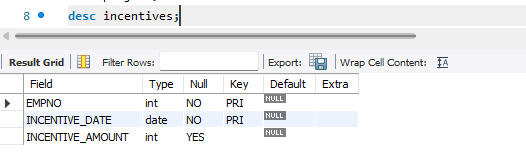 8 desc incentives;
Result Grid Filter Rows: Export: Wrap Cell Content: IA
Field Type Null Key Default Extra
EMPNO int NO PRI NULL
INCENTIVE_DATE date NO PRI NULL
INCENTIVE_AMOUNT int YES NULL